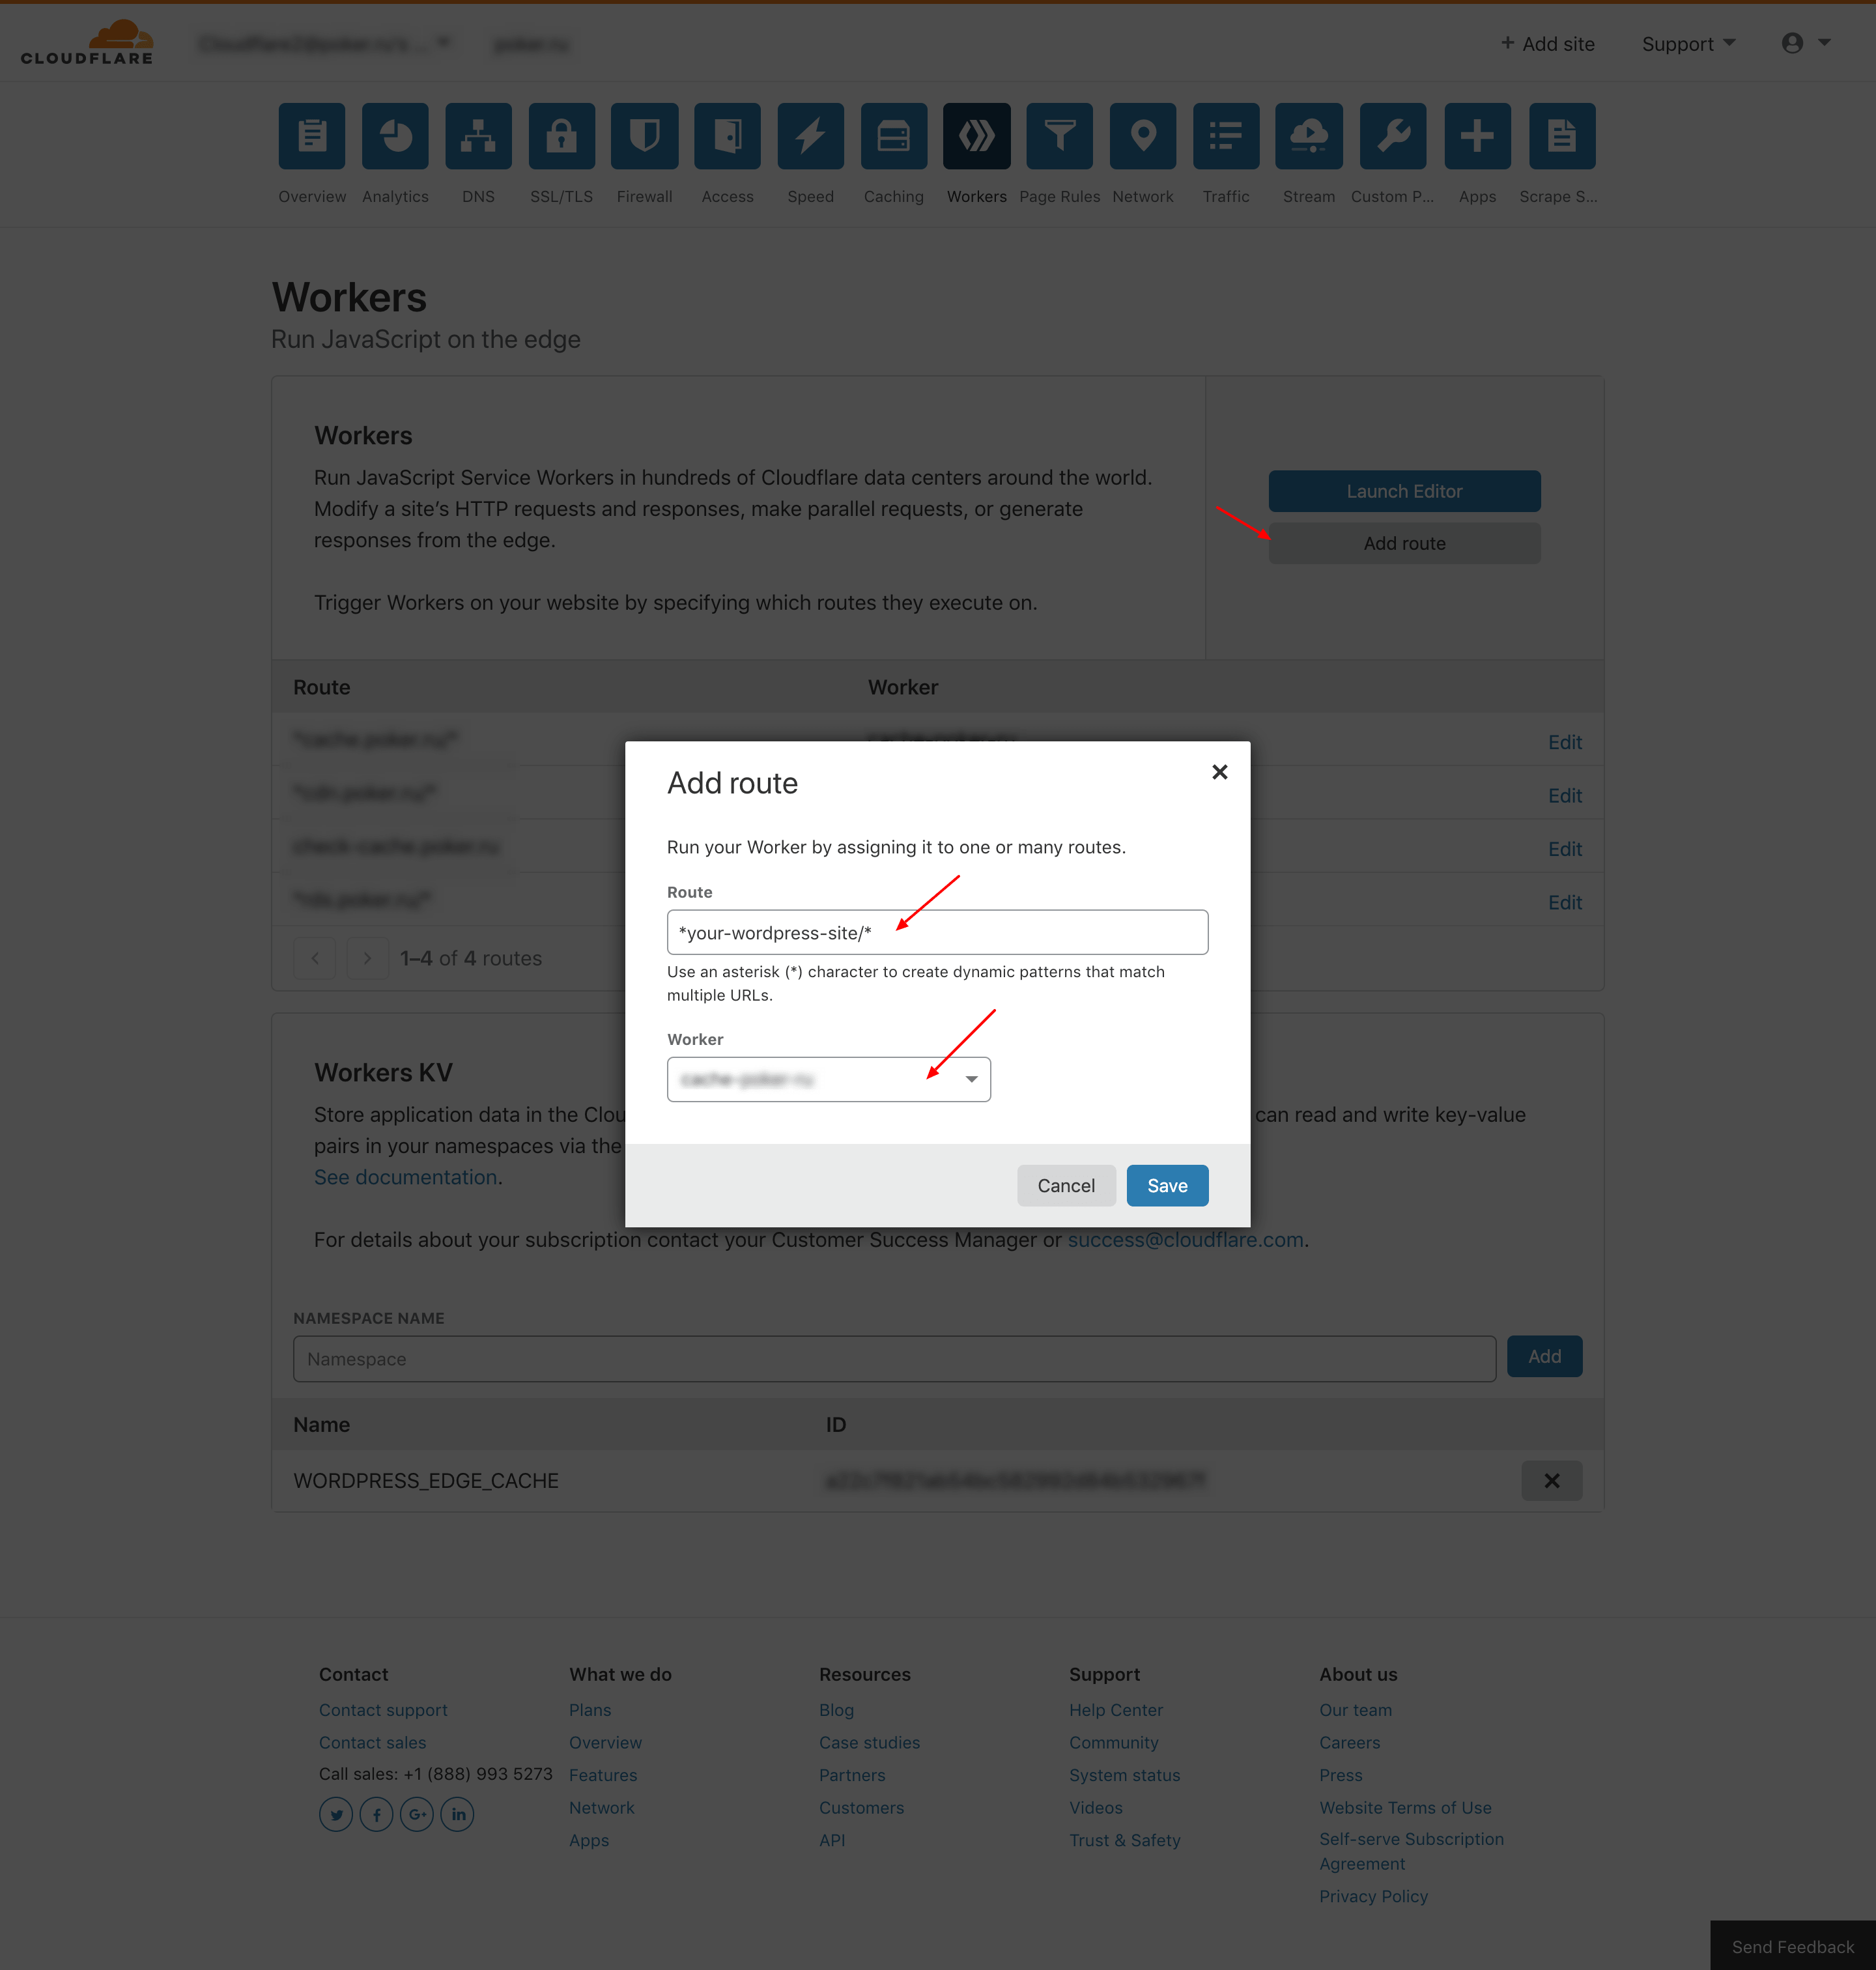 CLOUDFLARE
+ Add site
Support
Overview
Analytics
DNS
SSL/TLS
Firewall
Access
Speed
Caching
Workers
Page Rules
Network
Traffic
Stream
Custom P...
Apps
Scrape S...
Workers
Run JavaScript on the edge
Workers
Run JavaScript Service Workers in hundreds of Cloudflare data centers around the world.
Modify a site’s HTTP requests and responses, make parallel requests, or generate
responses from the edge.
Trigger Workers on your website by specifying which routes they execute on.
Launch Editor
Add route
Route
Worker
Edit
Edit
Edit
Edit
1–4 of 4 routes
Add route
Run your Worker by assigning it to one or many routes.
Route
*your-wordpress-site/*
Use an asterisk (*) character to create dynamic patterns that match
multiple URLs.
Worker
Cancel
Save
Workers KV
Store application data in the Clou
can read and write key-value
pairs in your namespaces via the
See documentation.
For details about your subscription contact your Customer Success Manager or success@cloudflare.com.
NAMESPACE NAME
Namespace
Add
Name
ID
WORDPRESS_EDGE_CACHE
Contact
Contact support
Contact sales
Call sales: +1 (888) 993 5273
What we do
Plans
Overview
Features
Network
Apps
Resources
Blog
Case studies
Partners
Customers
API
Support
Help Center
Community
System status
Videos
Trust & Safety
About us
Our team
Careers
Press
Website Terms of Use
Self-serve Subscription
Agreement
Privacy Policy
Send Feedback